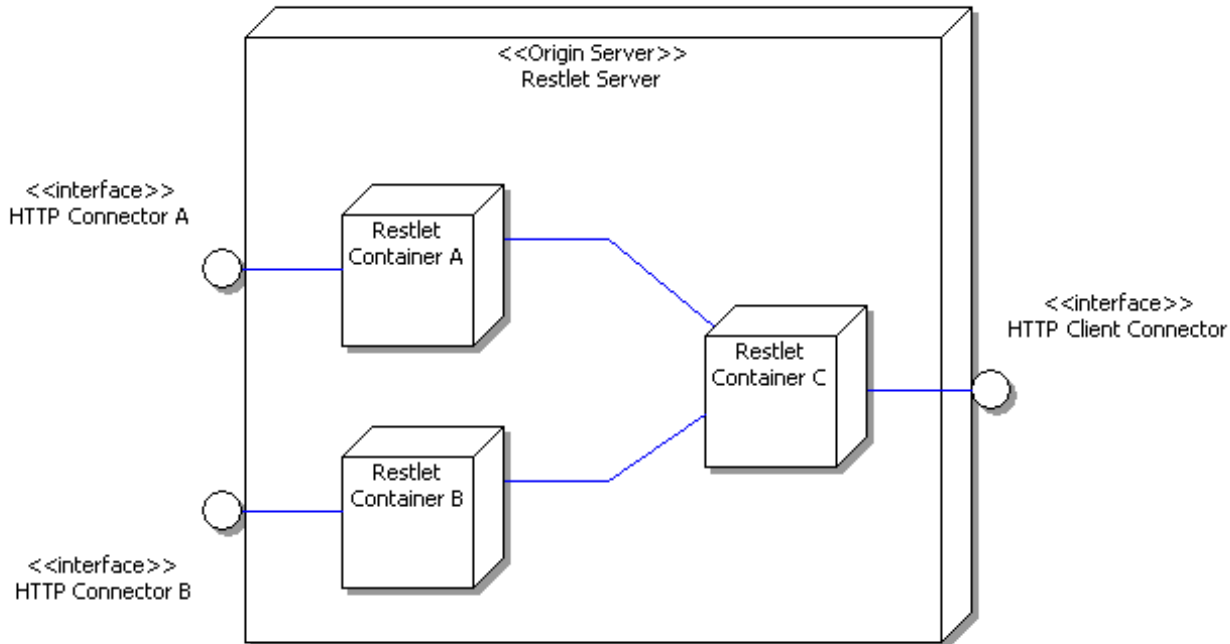 <<Origin Server>>
Restlet Server
<<interface>>
HTTP Connector A
Restlet
Container A
<<interface>>
HTTP Client Connector
Restlet
Container C
Restlet
Container B
<<interface>>
HTTP Connector B